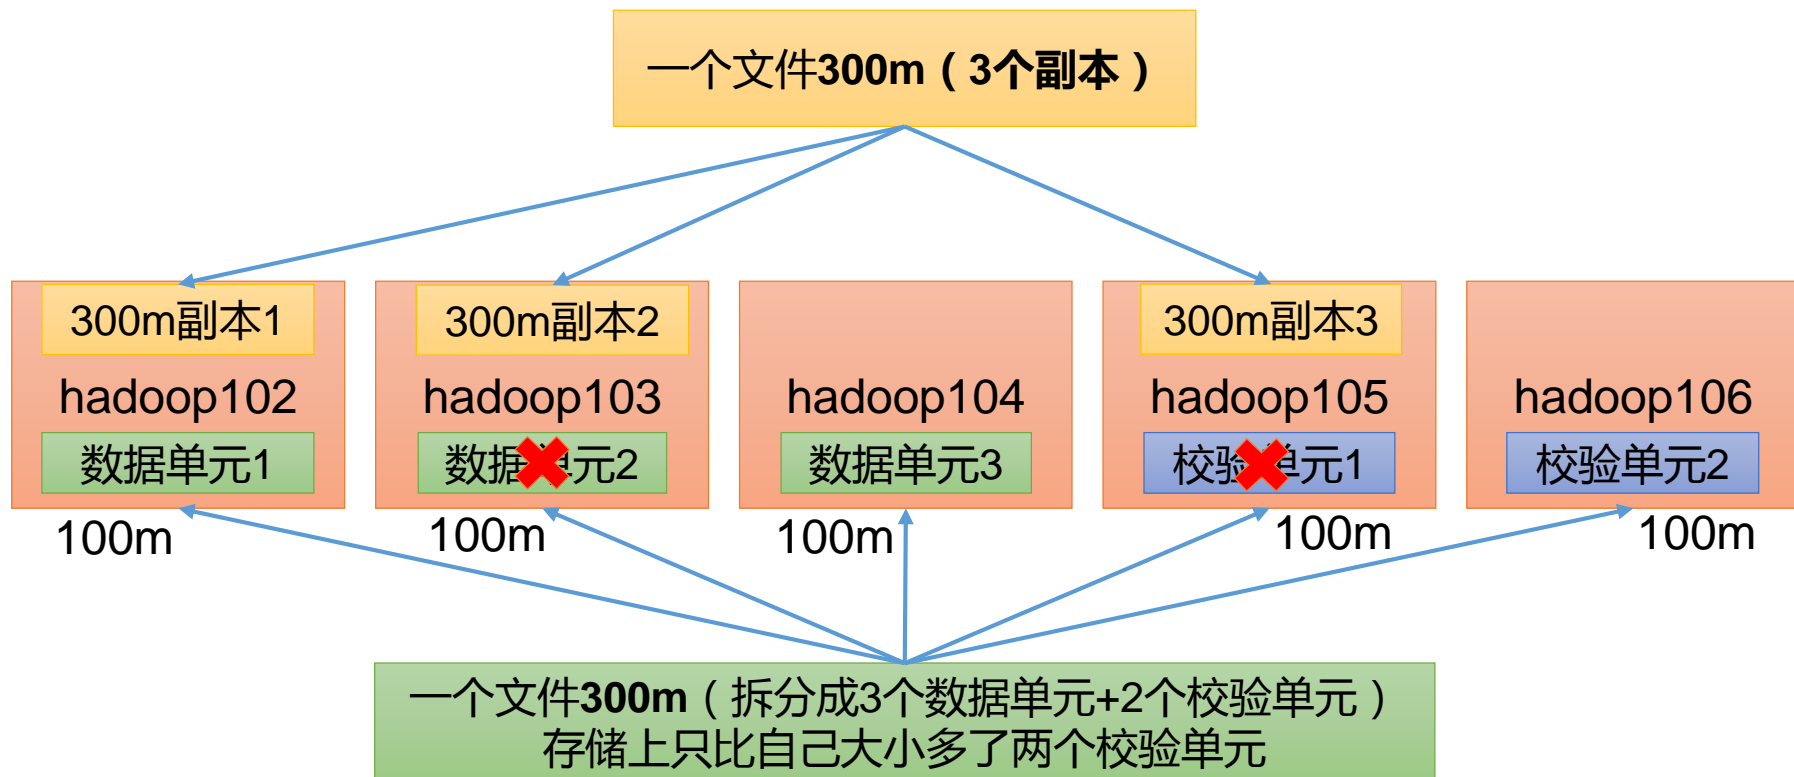 一个文件300m（3个副本）
300m副本1
300m副本2
300m副本3
hadoop102
hadoop103
hadoop104
hadoop105
hadoop106
数据单元1
数据单元2
数据单元3
校验单元1
校验单元2
100m
100m
100m
100m
100m
一个文件300m（拆分成3个数据单元+2个校验单元）
存储上只比自己大小多了两个校验单元